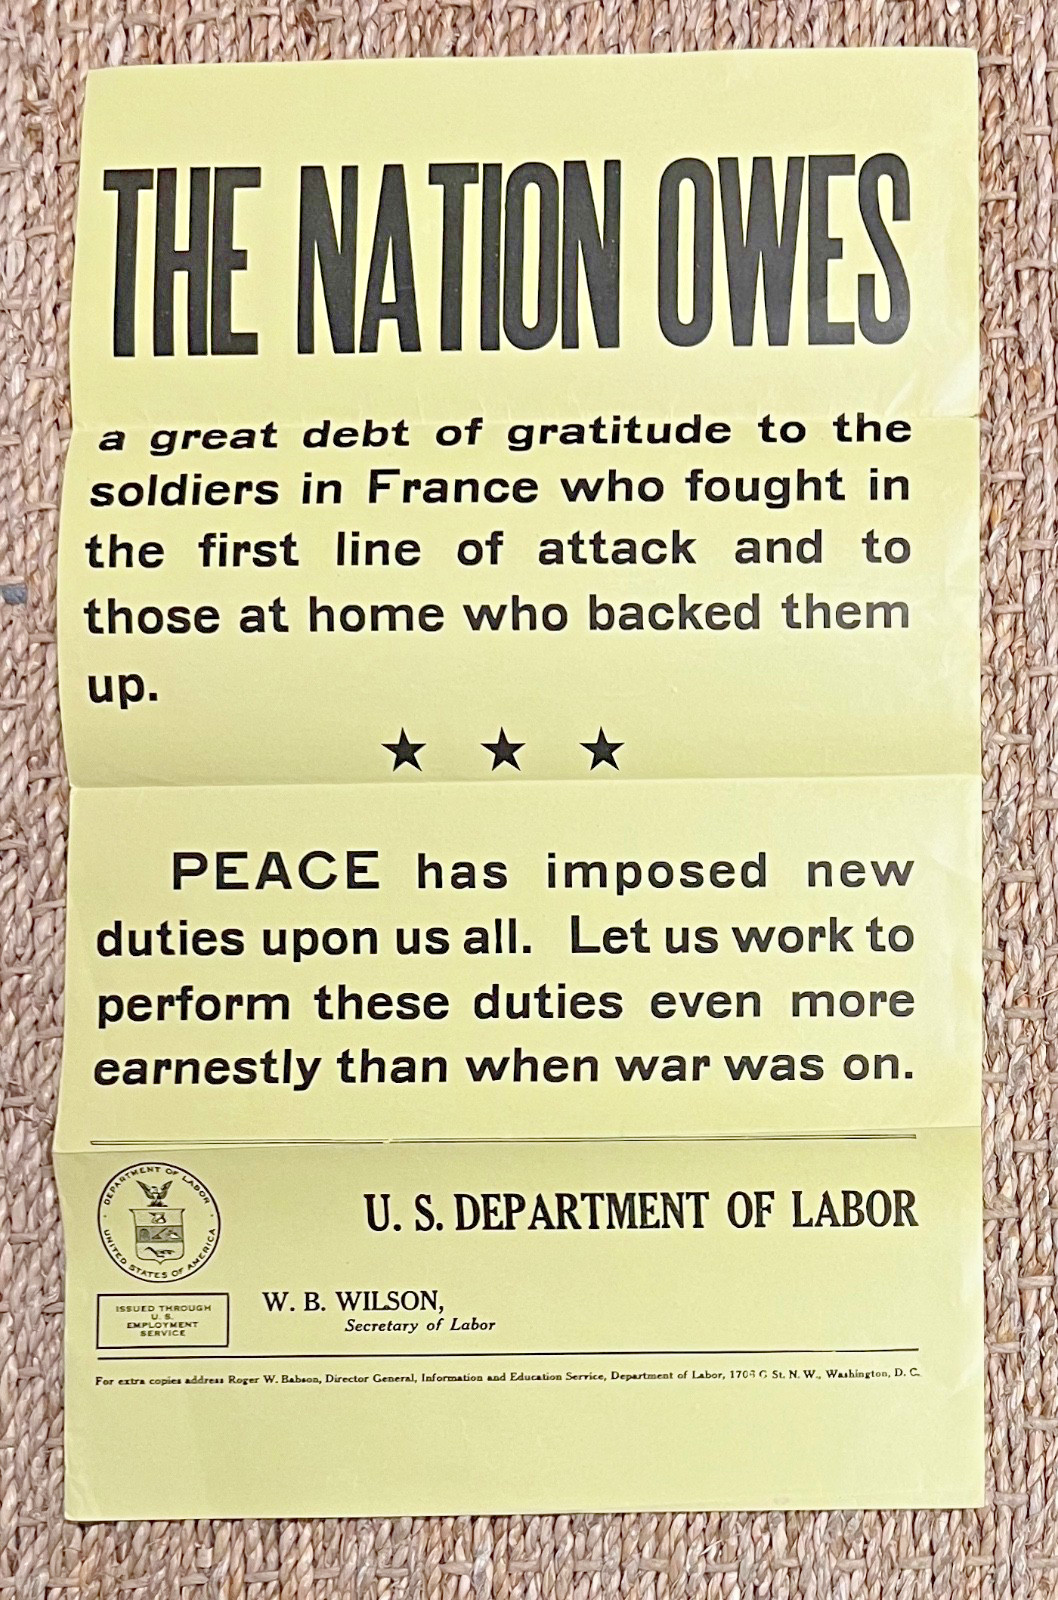 THE NATION OWES
a great debt of gratitude to the
soldiers in France who fought in
the first line of attack and to
those at home who backed them
up.
★ ★ ★
PEACE has imposed new
duties upon us all. Let us work to
perform these duties even more
earnestly than when war was on.
DEPARTMENT OF LABOR
UNITED STATES OF AMERICA
U. S. DEPARTMENT OF LABOR
ISSUED THROUGH
U. S.
EMPLOYMENT
SERVICE
W. B. WILSON,
Secretary of Labor
For extra copies address Roger W. Babson, Director General, Information and Education Service, Department of Labor, St. N. W., Washington, D. C.